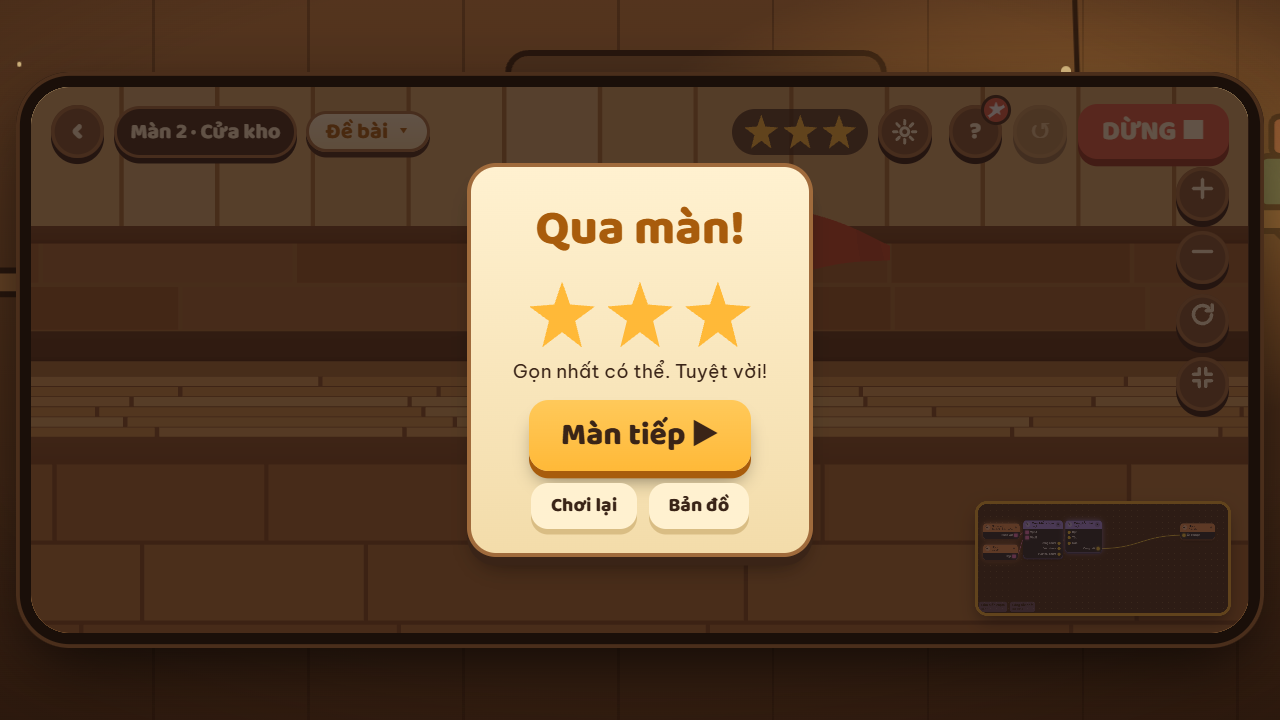 Màn 2 · Cửa kho
Đề bài
?
DỪNG
Qua màn!
Gọn nhất có thể. Tuyệt vời!
Màn tiếp
Chơi lại
Bản đồ